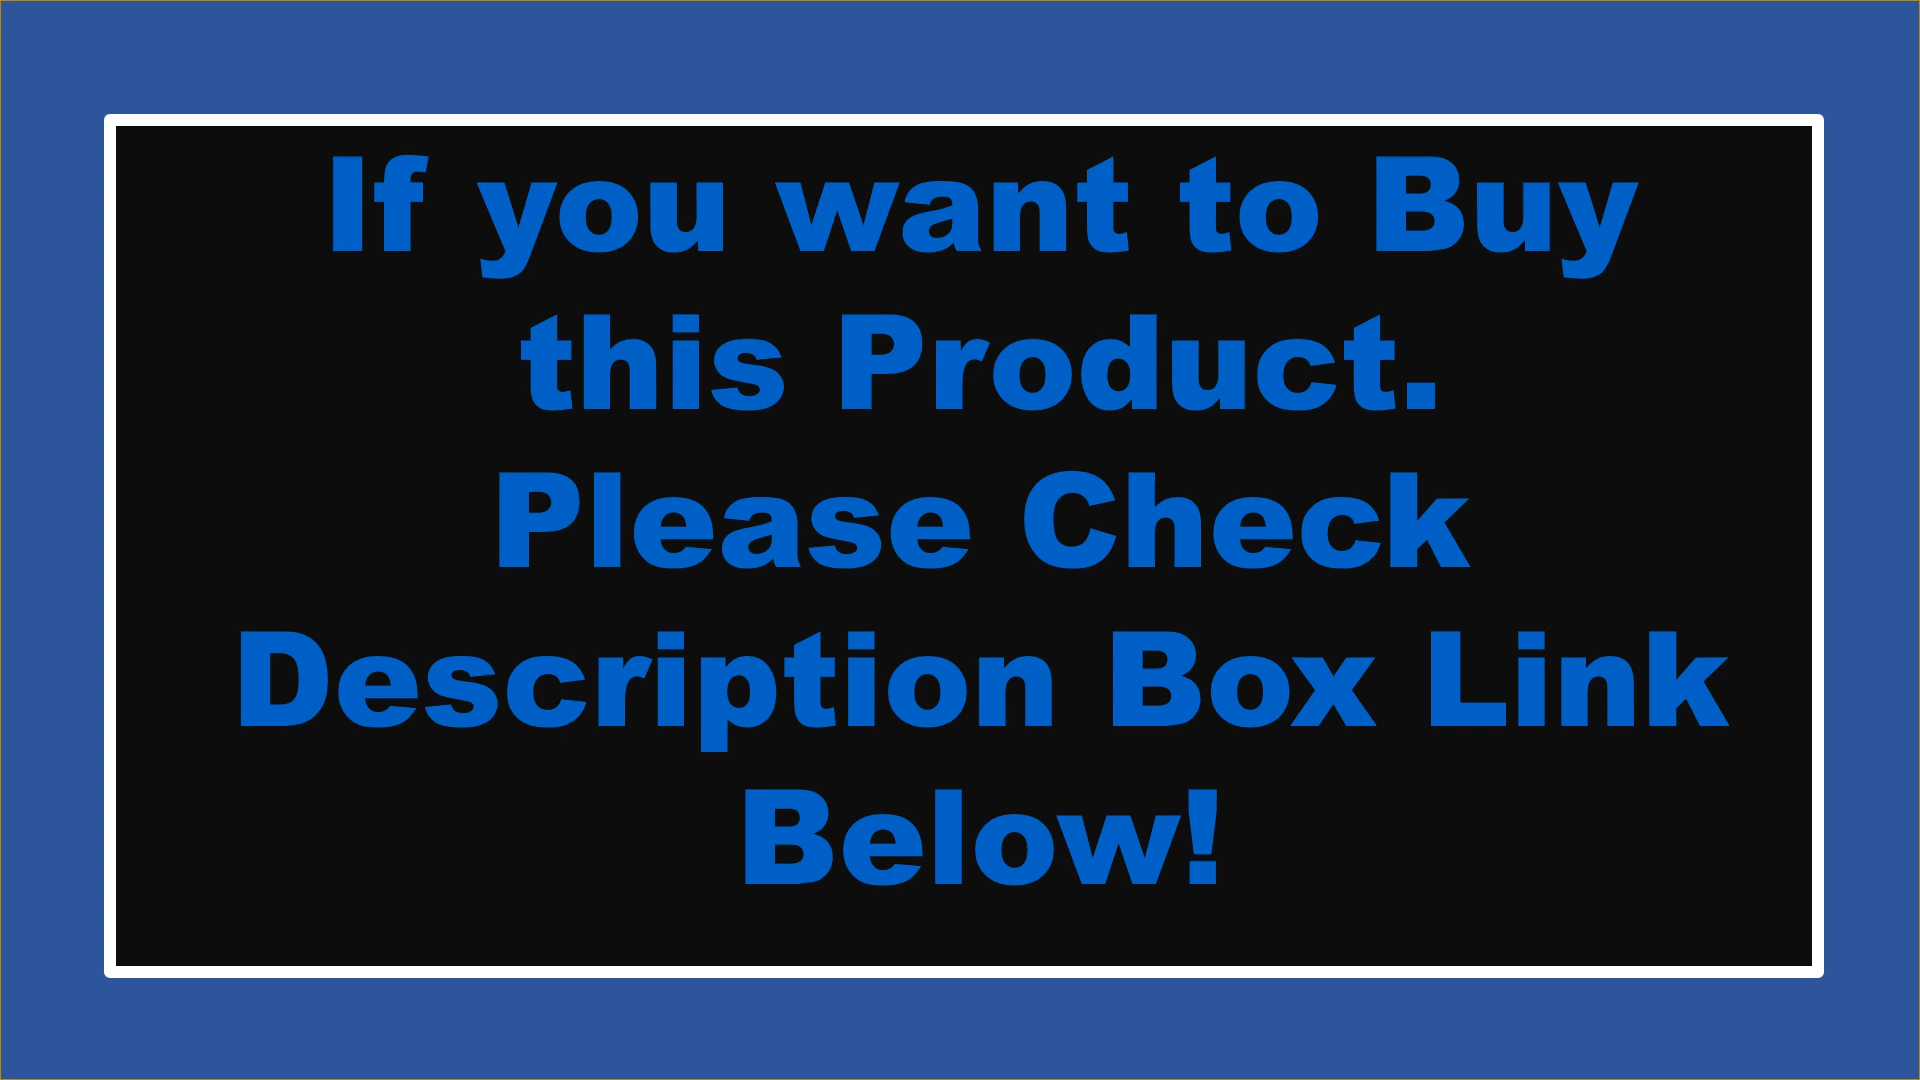 If you want to Buy
this Product.
Please Check
Description Box Link
Below!